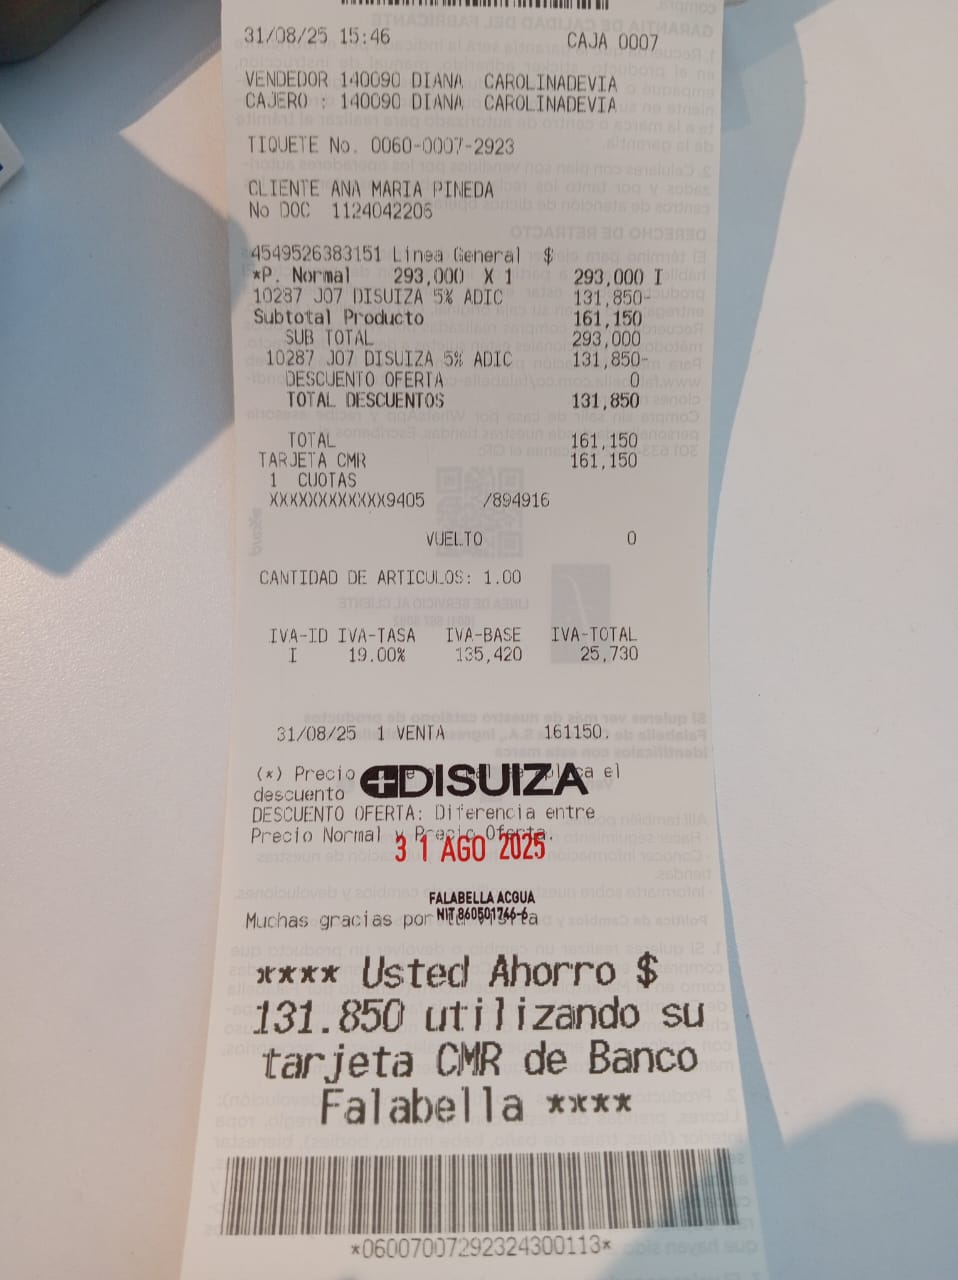 31/08/25 15:46 CAJA 0007
VENDEDOR 140090 DIANA CAROLINADEVIA
CAJERO : 140090 DIANA CAROLINADEVIA
TIQUETE No. 0060-0007-2923
CLIENTE ANA MARIA PINEDA
No DOC 1124042206
4549526383151 Linea General $
*P. Normal 293,000 X 1 293,000 I
10287 J07 DISUIZA 5% ADIC 131,850-
Subtotal Producto 161,150
SUB TOTAL 293,000
10287 J07 DISUIZA 5% ADIC 131,850-
DESCUENTO OFERTA 0
TOTAL DESCUENTOS 131,850
TOTAL 161,150
TARJETA CMR 161,150
1 CUOTAS
XXXXXXXXXXXX9405 /894916
VUELTO 0
CANTIDAD DE ARTICULOS: 1.00
IVA-ID IVA-TASA IVA-BASE IVA-TOTAL
I 19.00% 135,420 25,730
31/08/25 1 VENTA 161150.
(*) Precio el
DISUIZA
descuento
DESCUENTO OFERTA: Diferencia entre
Precio Normal y Precio Oferta.
31 AGO 2025
FALABELLA ACQUA
NIT 860501746-6
Muchas gracias por
**** Usted Ahorro $
131.850 utilizando su
tarjeta CMR de Banco
Falabella ****
*06007007292324300113*